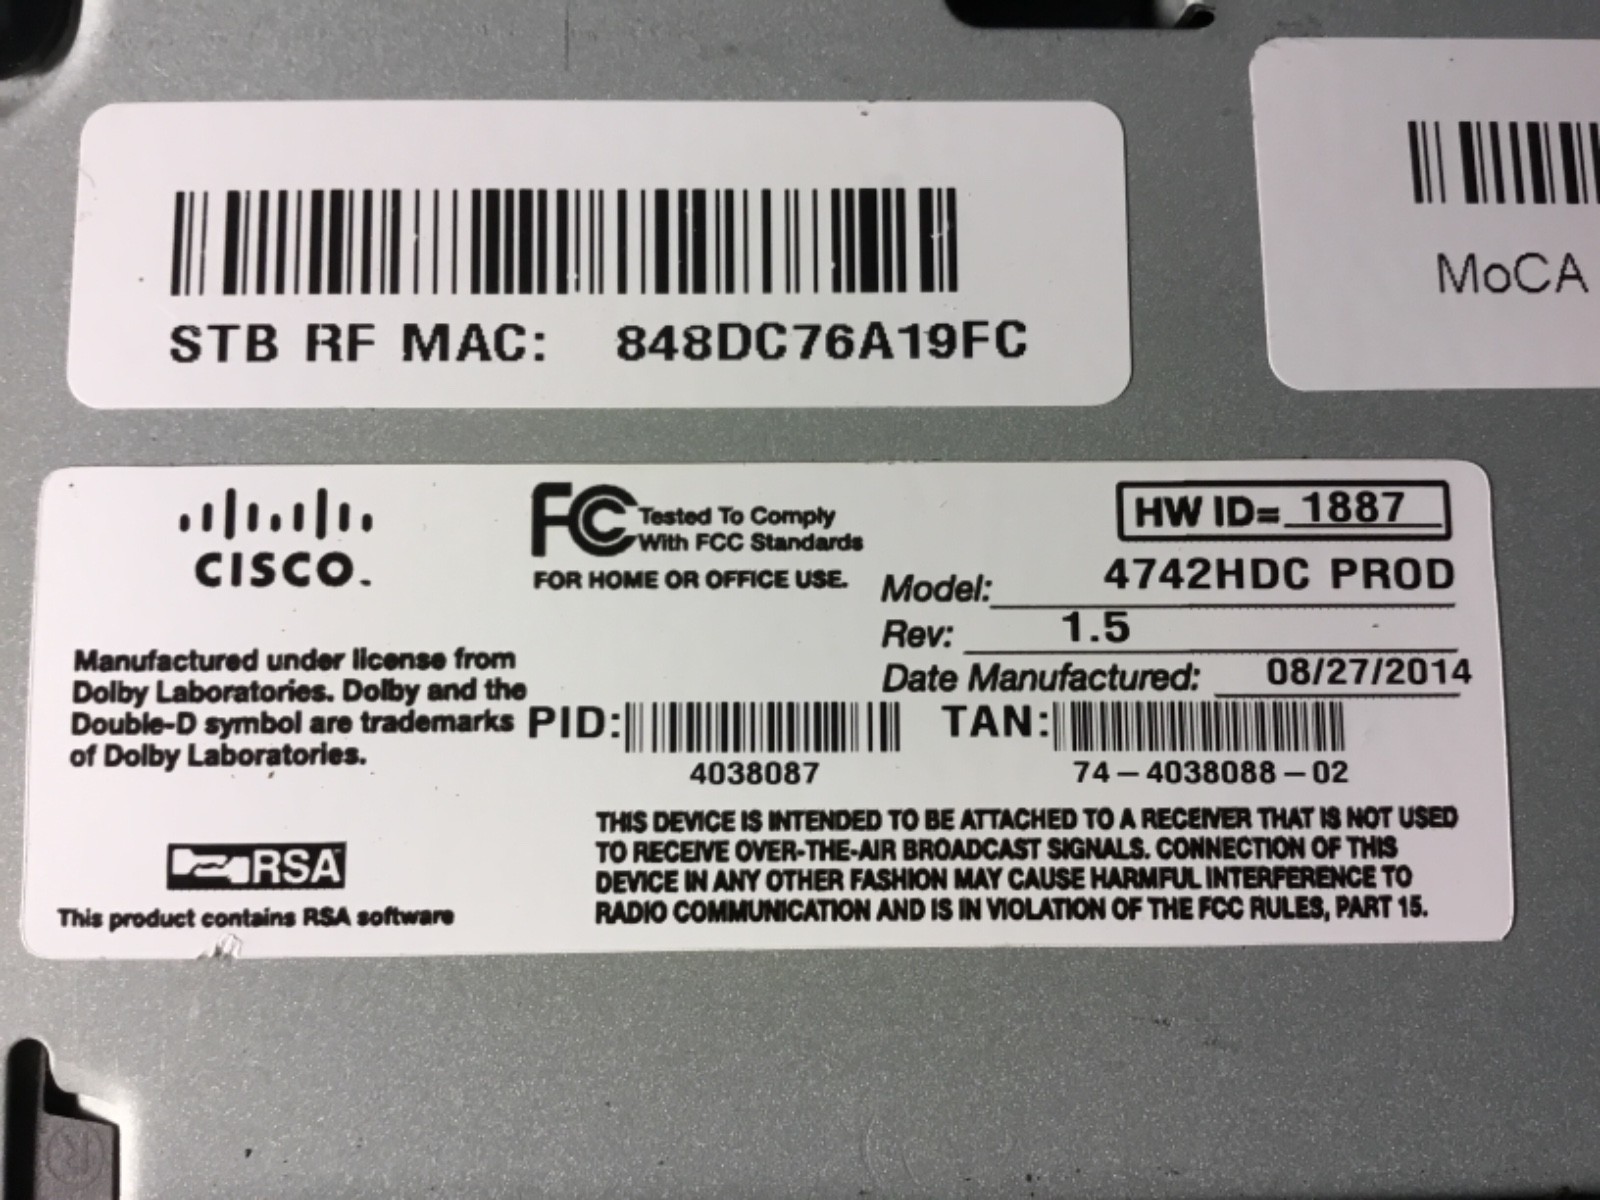 STB RF MAC: 848DC76A19FC
MoCA
CISCO.
FC Tested To Comply
With FCC Standards
FOR HOME OR OFFICE USE.
HW ID= 1887
Model: 4742HDC PROD
Rev: 1.5
Date Manufactured: 08/27/2014
Manufactured under license from
Dolby Laboratories. Dolby and the
Double-D symbol are trademarks
of Dolby Laboratories.
PID:
4038087
TAN:
74-4038088-02
RSA
This product contains RSA software
THIS DEVICE IS INTENDED TO BE ATTACHED TO A RECEIVER THAT IS NOT USED
TO RECEIVE OVER-THE-AIR BROADCAST SIGNALS. CONNECTION OF THIS
DEVICE IN ANY OTHER FASHION MAY CAUSE HARMFUL INTERFERENCE TO
RADIO COMMUNICATION AND IS IN VIOLATION OF THE FCC RULES, PART 15.